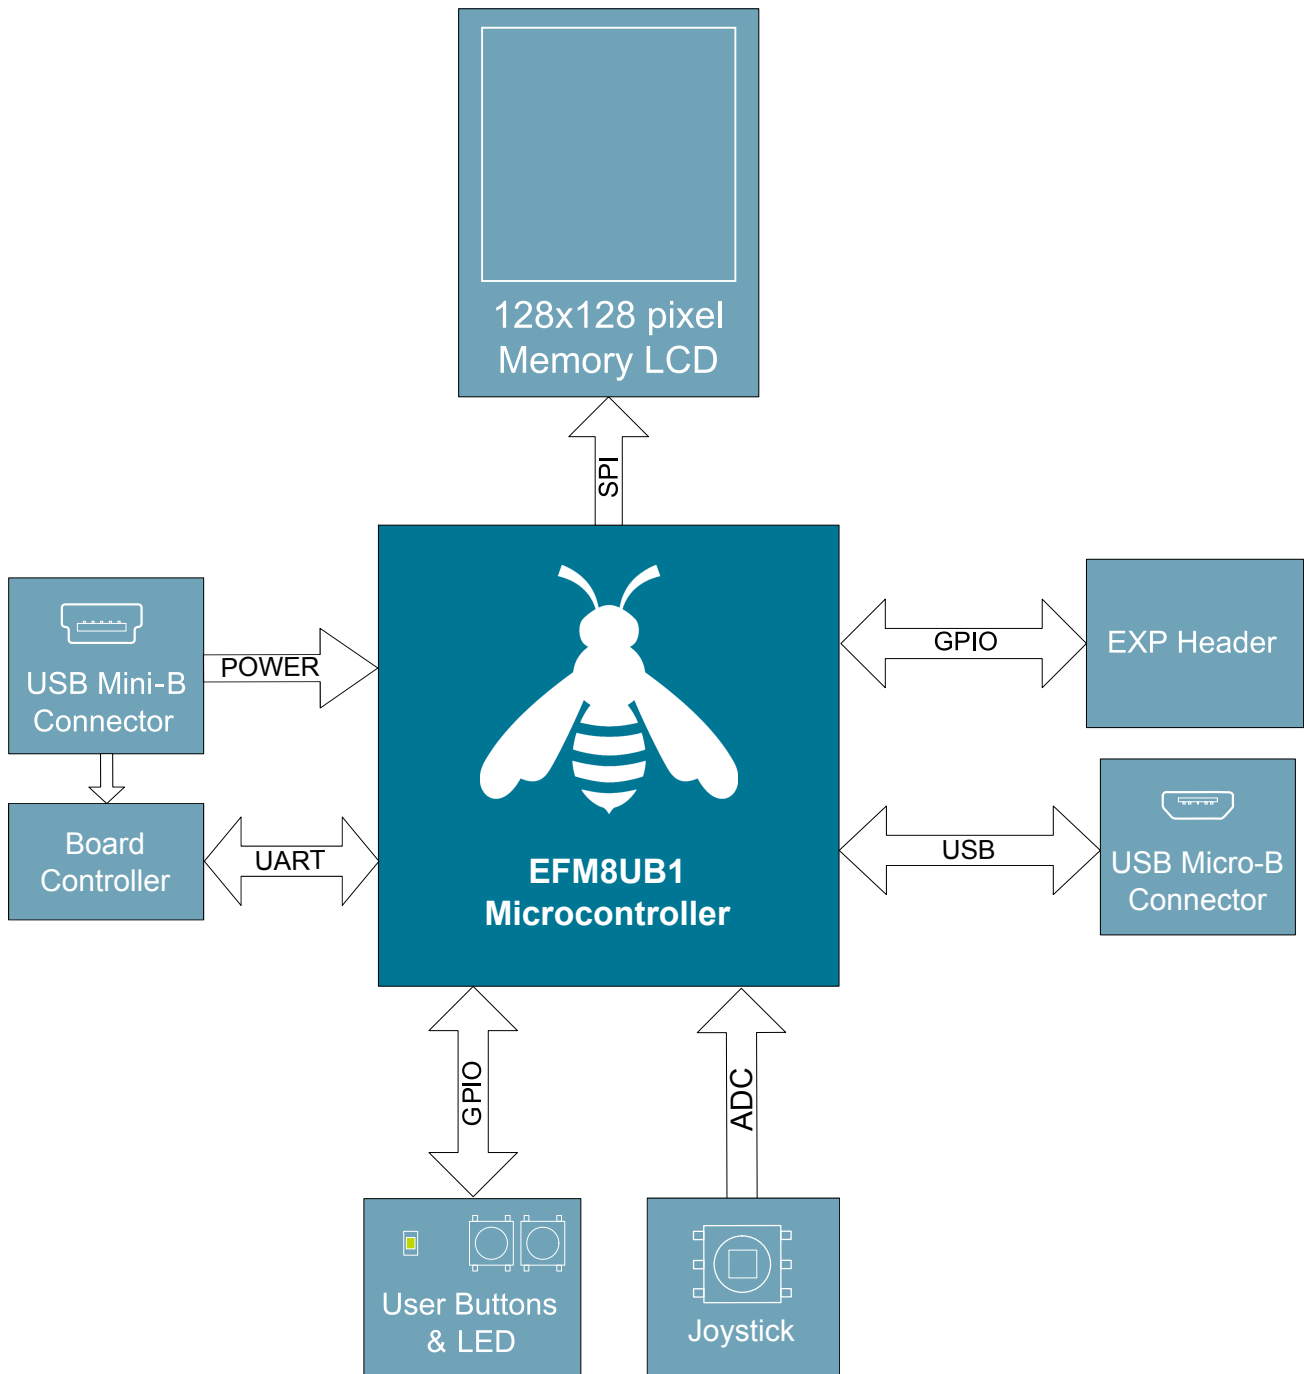 128x128 pixel
Memory LCD
SPI
USB Mini-B
Connector
POWER
GPIO
EXP Header
Board
Controller
UART
EFM8UB1
Microcontroller
USB
USB Micro-B
Connector
GPIO
ADC
User Buttons
& LED
Joystick